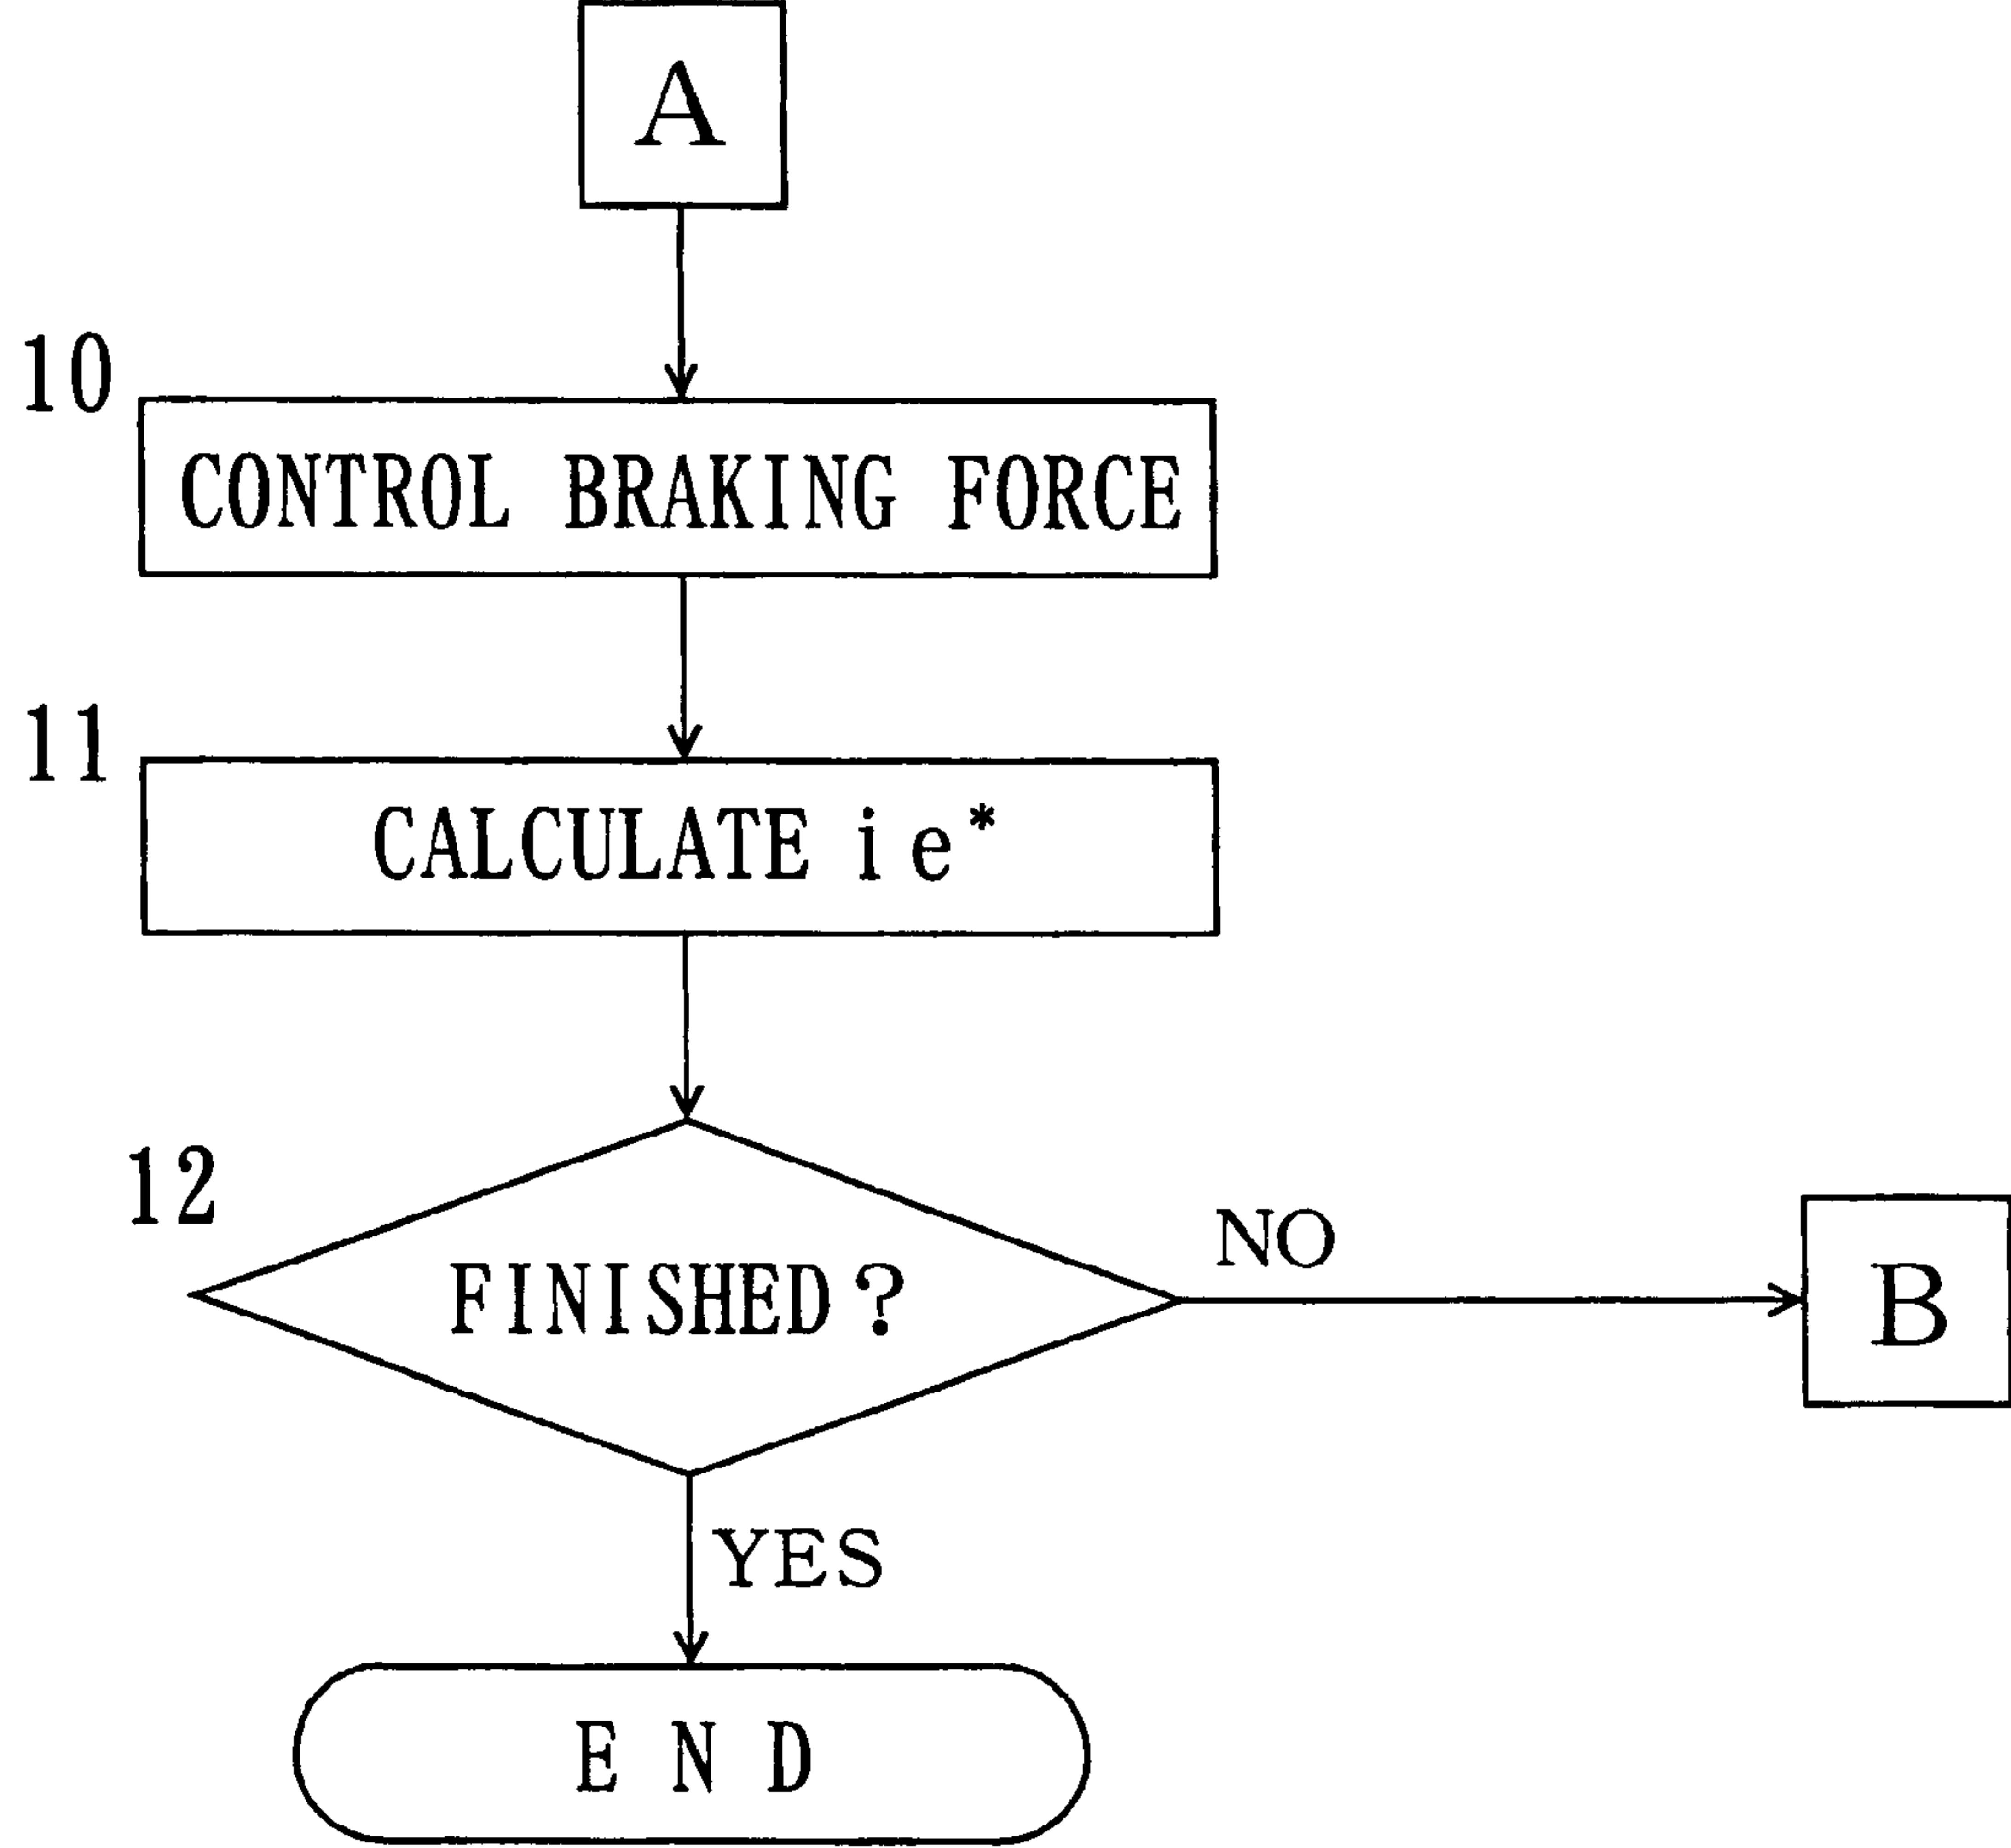 A
10
CONTROL BRAKING FORCE
11
CALCULATE ie*
12
FINISHED?
NO
B
YES
END